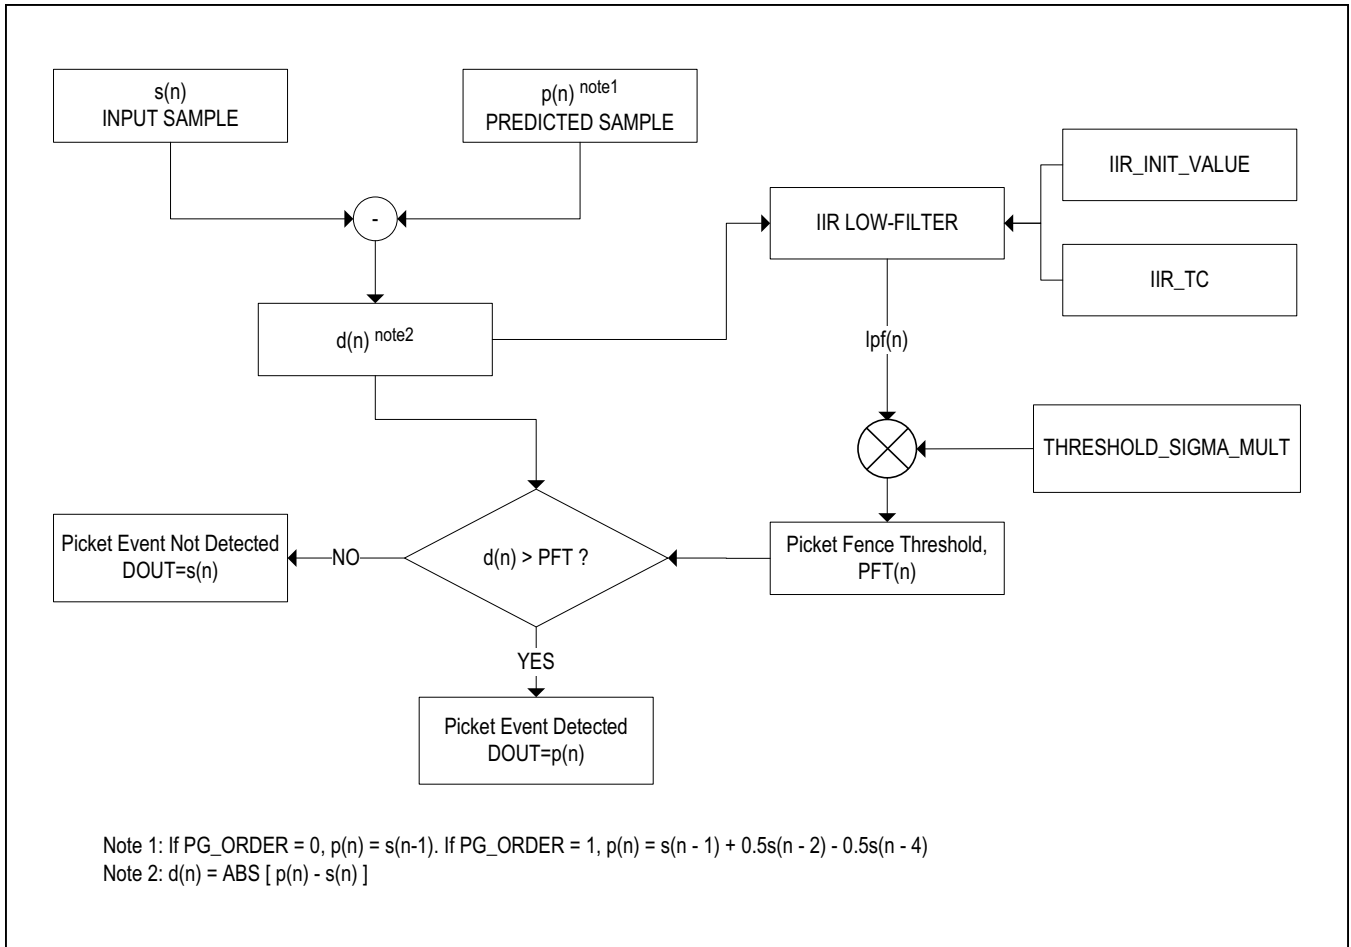 s(n)
INPUT SAMPLE
p(n) note1
PREDICTED SAMPLE
IIR_INIT_VALUE
-
IIR LOW-FILTER
IIR_TC
d(n) note2
lpf(n)
THRESHOLD_SIGMA_MULT
Picket Event Not Detected
DOUT=s(n)
NO
d(n) > PFT ?
Picket Fence Threshold,
PFT(n)
YES
Picket Event Detected
DOUT=p(n)
Note 1: If PG_ORDER = 0, p(n) = s(n-1). If PG_ORDER = 1, p(n) = s(n - 1) + 0.5s(n - 2) - 0.5s(n - 4)
Note 2: d(n) = ABS [ p(n) - s(n) ]